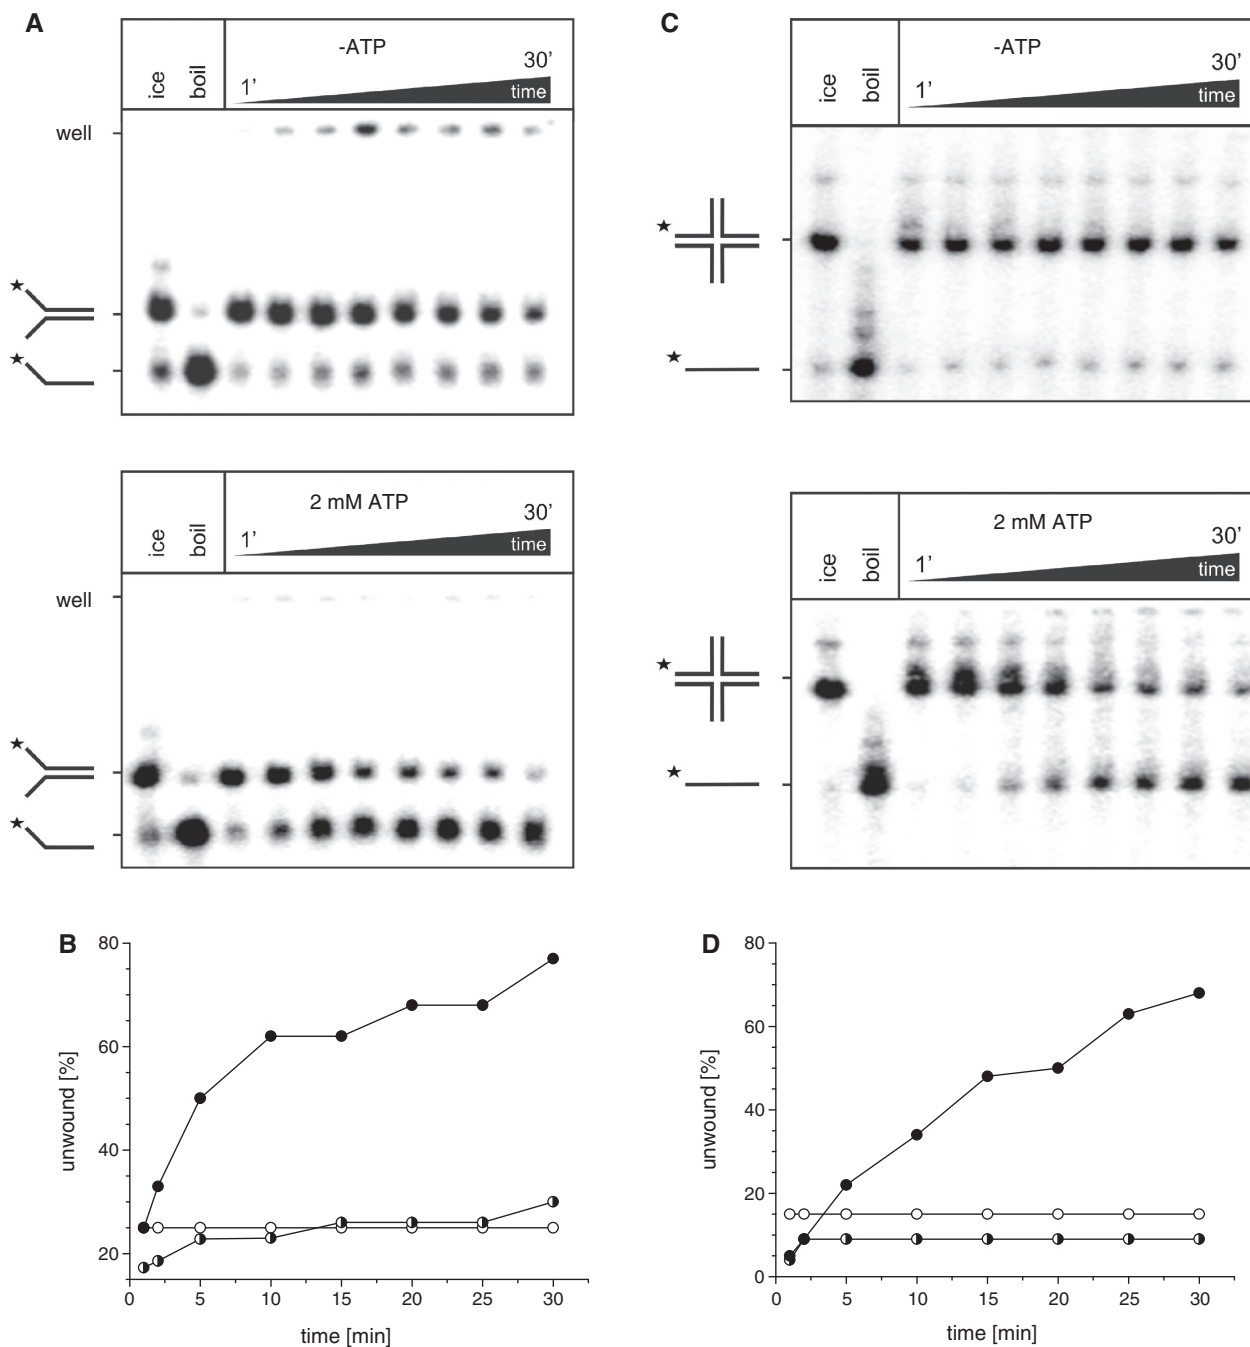 A
ice
boil
-ATP
1’
30’
time
well
2 mM ATP
ice
boil
1’
30’
time
well
B
80
60
40
20
unwound [%]
0
5
10
15
20
25
30
time [min]
C
ice
boil
-ATP
1’
30’
time
2 mM ATP
ice
boil
1’
30’
time
D
80
60
40
20
0
unwound [%]
0
5
10
15
20
25
30
time [min]